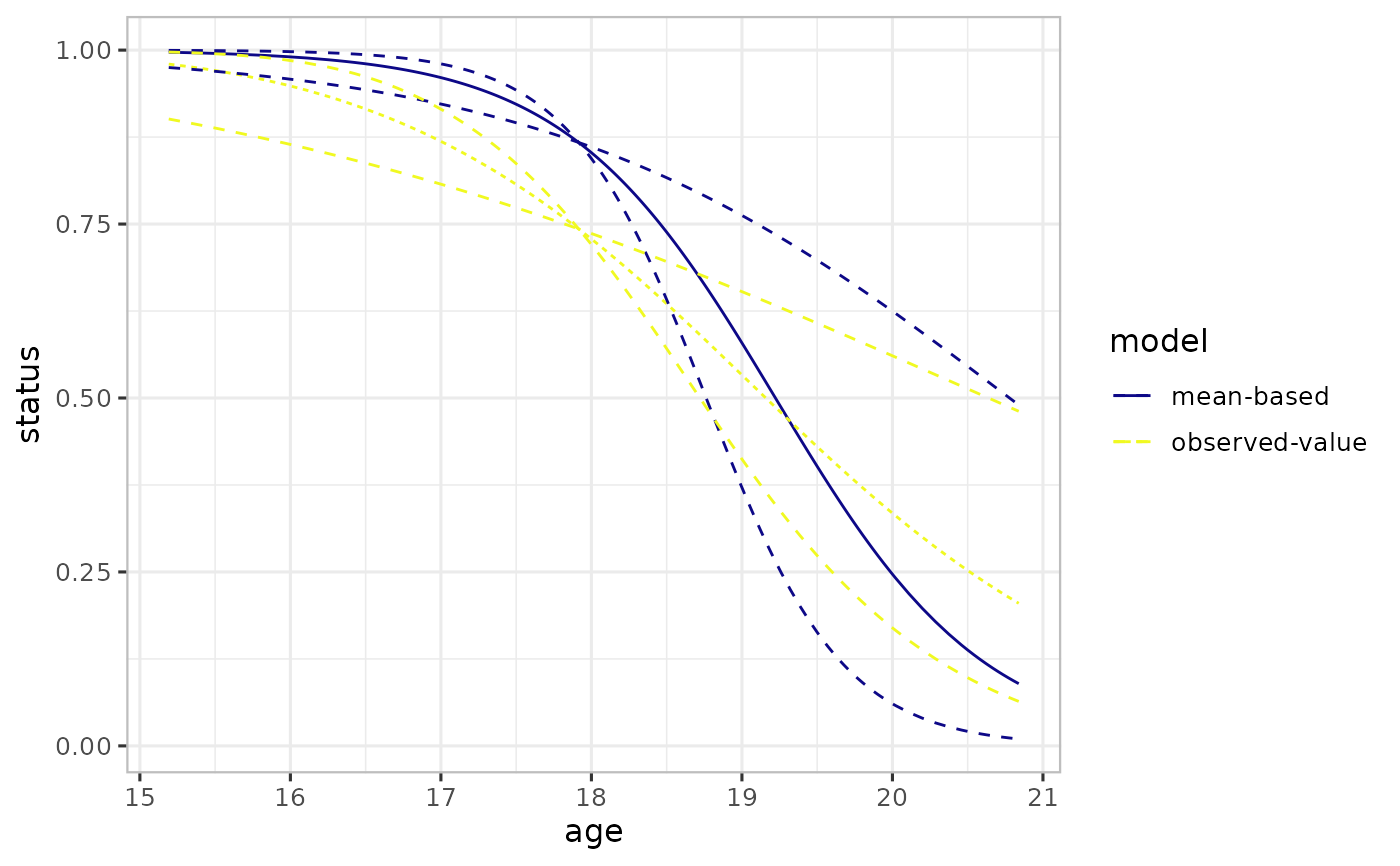 1.00
0.75
0.50
0.25
0.00
status
15 16 17 18 19 20 21
age
model
mean-based
observed-value